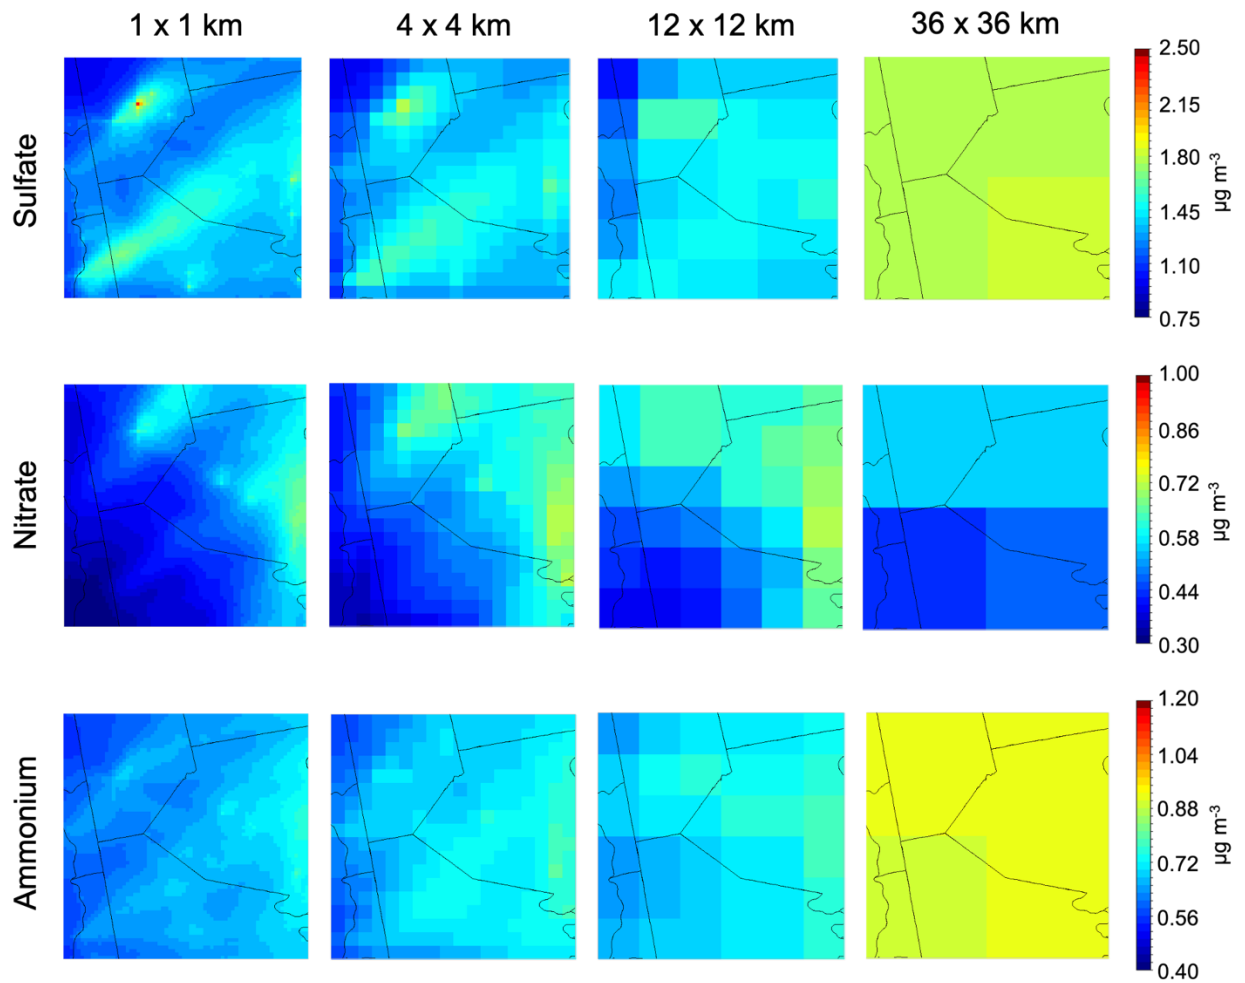 1 x 1 km
4 x 4 km
12 x 12 km
36 x 36 km
Sulfate
2.50
2.15
1.80
1.45
1.10
0.75
µg m-3
Nitrate
1.00
0.86
0.72
0.58
0.44
0.30
µg m-3
Ammonium
1.20
1.04
0.88
0.72
0.56
0.40
µg m-3